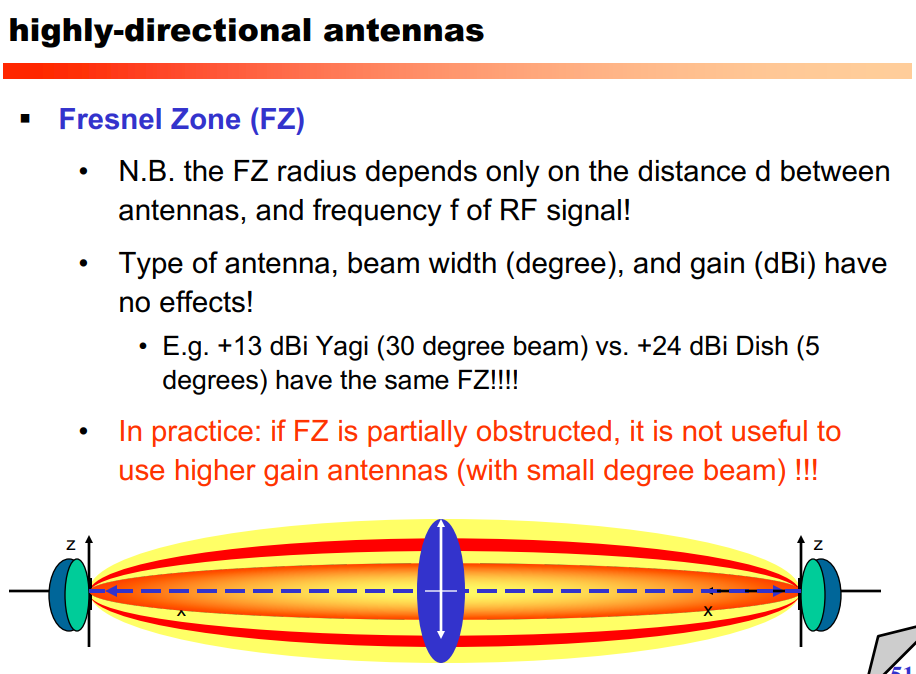 highly-directional antennas
▪ Fresnel Zone (FZ)
• N.B. the FZ radius depends only on the distance d between
antennas, and frequency f of RF signal!
• Type of antenna, beam width (degree), and gain (dBi) have
no effects!
• E.g. +13 dBi Yagi (30 degree beam) vs. +24 dBi Dish (5
degrees) have the same FZ!!!!
• In practice: if FZ is partially obstructed, it is not useful to
use higher gain antennas (with small degree beam) !!!
z z
x x
51